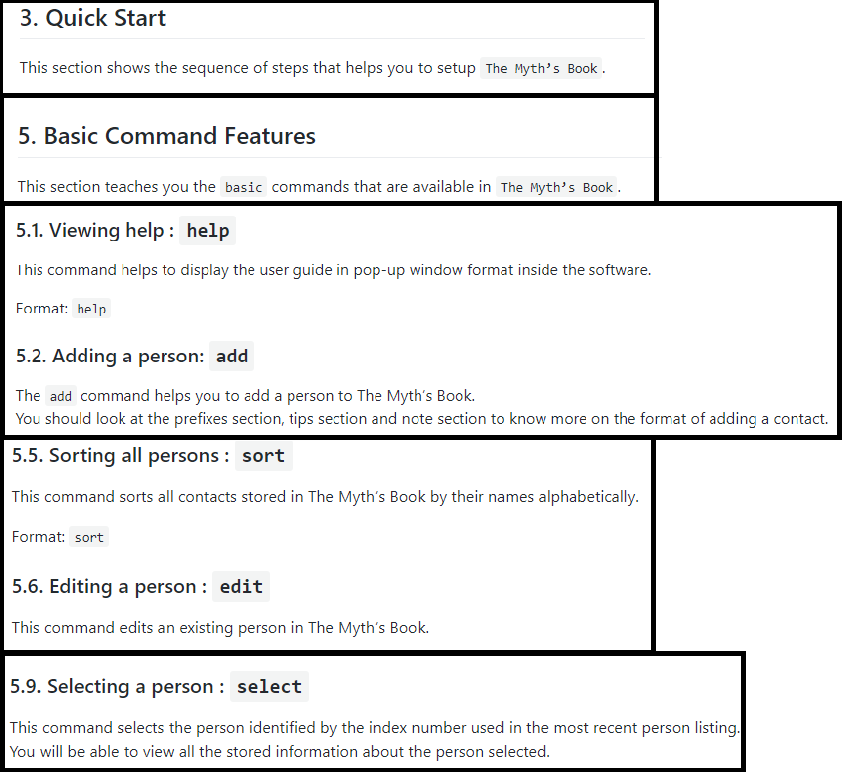 3. Quick Start
This section shows the sequence of steps that helps you to setup The Myth's Book.
5. Basic Command Features
This section teaches you the basic commands that are available in The Myth's Book.
5.1. Viewing help : help
This command helps to display the user guide in pop-up window format inside the software.
Format: help
5.2. Adding a person: add
The add command helps you to add a person to The Myth's Book.
You should look at the prefixes section, tips section and note section to know more on the format of adding a contact.
5.5. Sorting all persons : sort
This command sorts all contacts stored in The Myth's Book by their names alphabetically.
Format: sort
5.6. Editing a person : edit
This command edits an existing person in The Myth's Book.
5.9. Selecting a person : select
This command selects the person identified by the index number used in the most recent person listing.
You will be able to view all the stored information about the person selected.